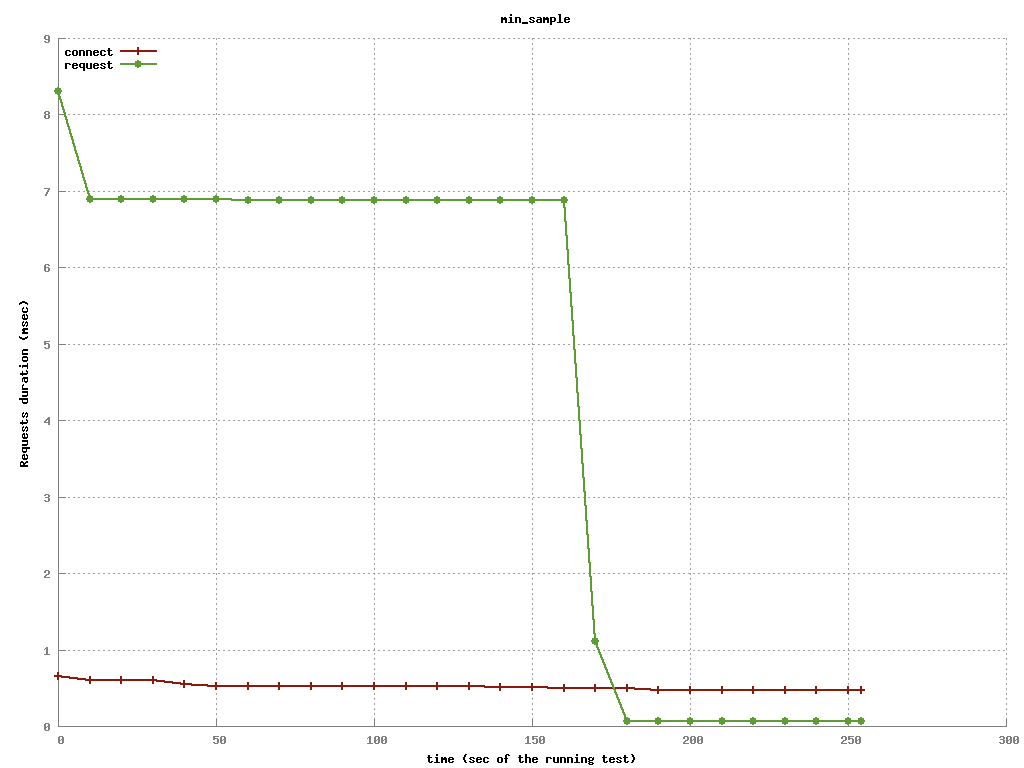 min_sample
9
connect
request
8
7
6
5
4
3
2
1
0
Requests duration (msec)
0 50 100 150 200 250 300
time (sec of the running test)